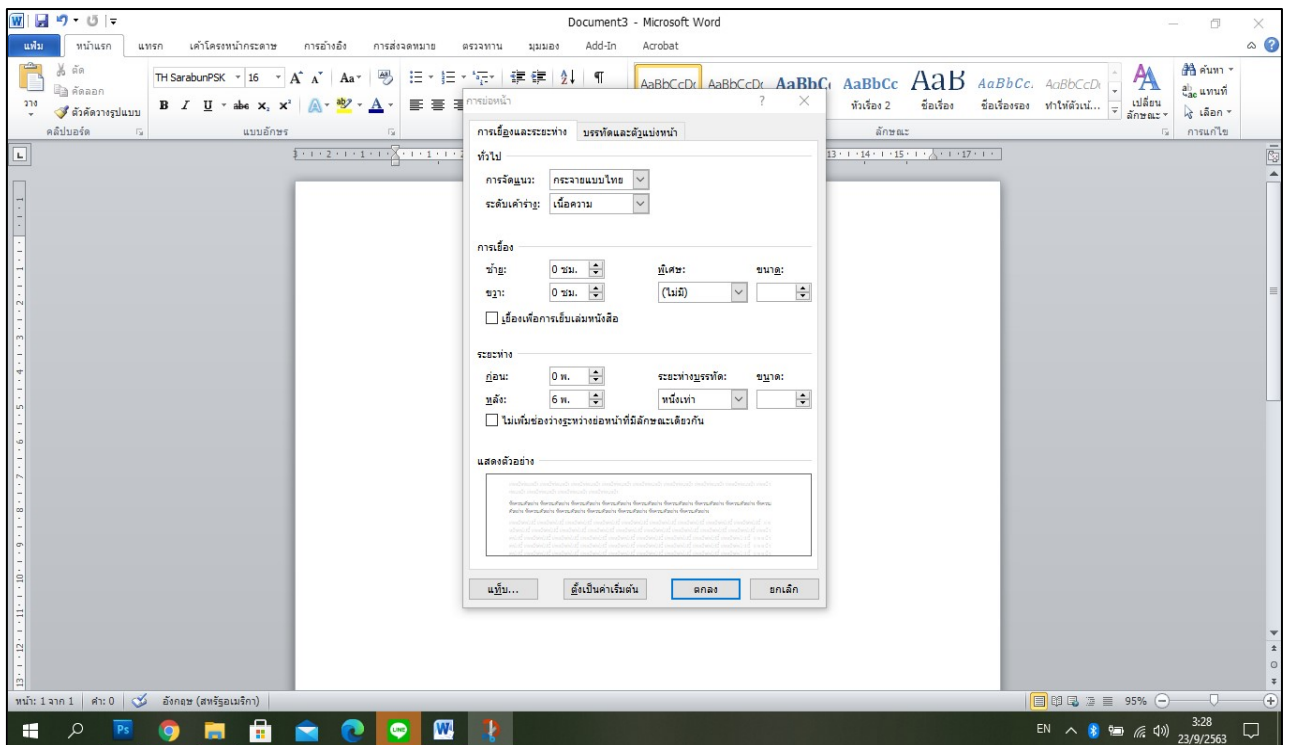 Document3 - Microsoft Word
แฟ้ม หน้าแรก แทรก เค้าโครงหน้ากระดาษ การอ้างอิง การส่งจดหมาย ตรวจทาน มุมมอง Add-In Acrobat
วาง
ตัด
คัดลอก
ตัวคัดวางรูปแบบ
คลิปบอร์ด
TH SarabunPSK 16
B I U abc x₂ x²
แบบอักษร
AaBbCcDc AaBbCcDc AaBbC AaBbCc AaB AaBbCc. AaBbCcDc
หัวเรื่อง 2 ชื่อเรื่อง ชื่อเรื่องรอง ทำให้ตัวเน้...
ลักษณะ
เปลี่ยน
ลักษณะ
ค้นหา
แทนที่
เลือก
การแก้ไข
การย่อหน้า
การเยื้องและระยะห่าง บรรทัดและตัวแบ่งหน้า
ทั่วไป
การจัดแนว: กระจายแบบไทย
ระดับเค้าร่าง: เนื้อความ
การเยื้อง
ซ้าย: 0 ซม. พิเศษ: ขนาด:
ขวา: 0 ซม. (ไม่มี)
เยื้องเพื่อการเย็บเล่มหนังสือ
ระยะห่าง
ก่อน: 0 พ. ระยะห่างบรรทัด: ขนาด:
หลัง: 6 พ. หนึ่งเท่า
ไม่เพิ่มช่องว่างระหว่างย่อหน้าที่มีลักษณะเดียวกัน
แสดงตัวอย่าง
แท็บ... ตั้งเป็นค่าเริ่มต้น ตกลง ยกเลิก
หน้า: 1 จาก 1 คำ: 0 อังกฤษ (สหรัฐอเมริกา) 95%
EN 3:28
23/9/2563